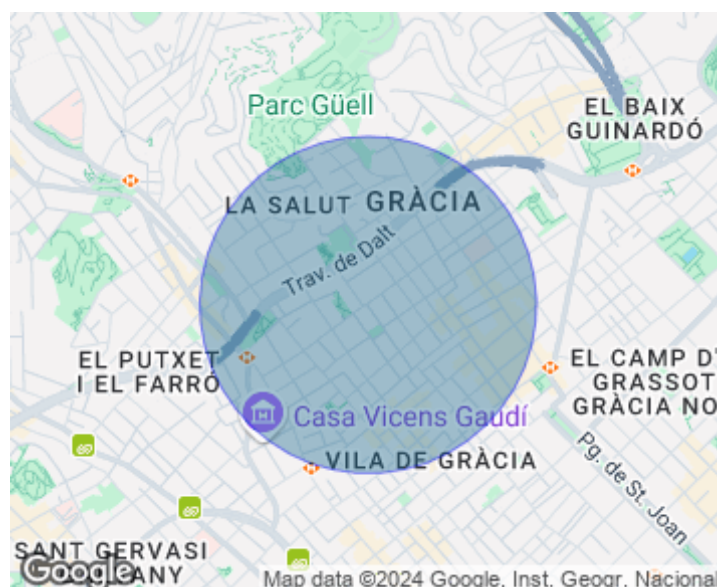 Parc Güell
EL BAIX
GUINARDÓ
LA SALUT
GRÀCIA
Trav. de Dalt
EL PUTXET
I EL FARRÓ
EL CAMP D'
GRASSOT
GRÀCIA NO
Casa Vicens Gaudí
VILA DE GRÀCIA
Pg. de St. Joan
SANT GERVASI
ANY
Google
Map data ©2024 Google, Inst. Geogr. Nacional